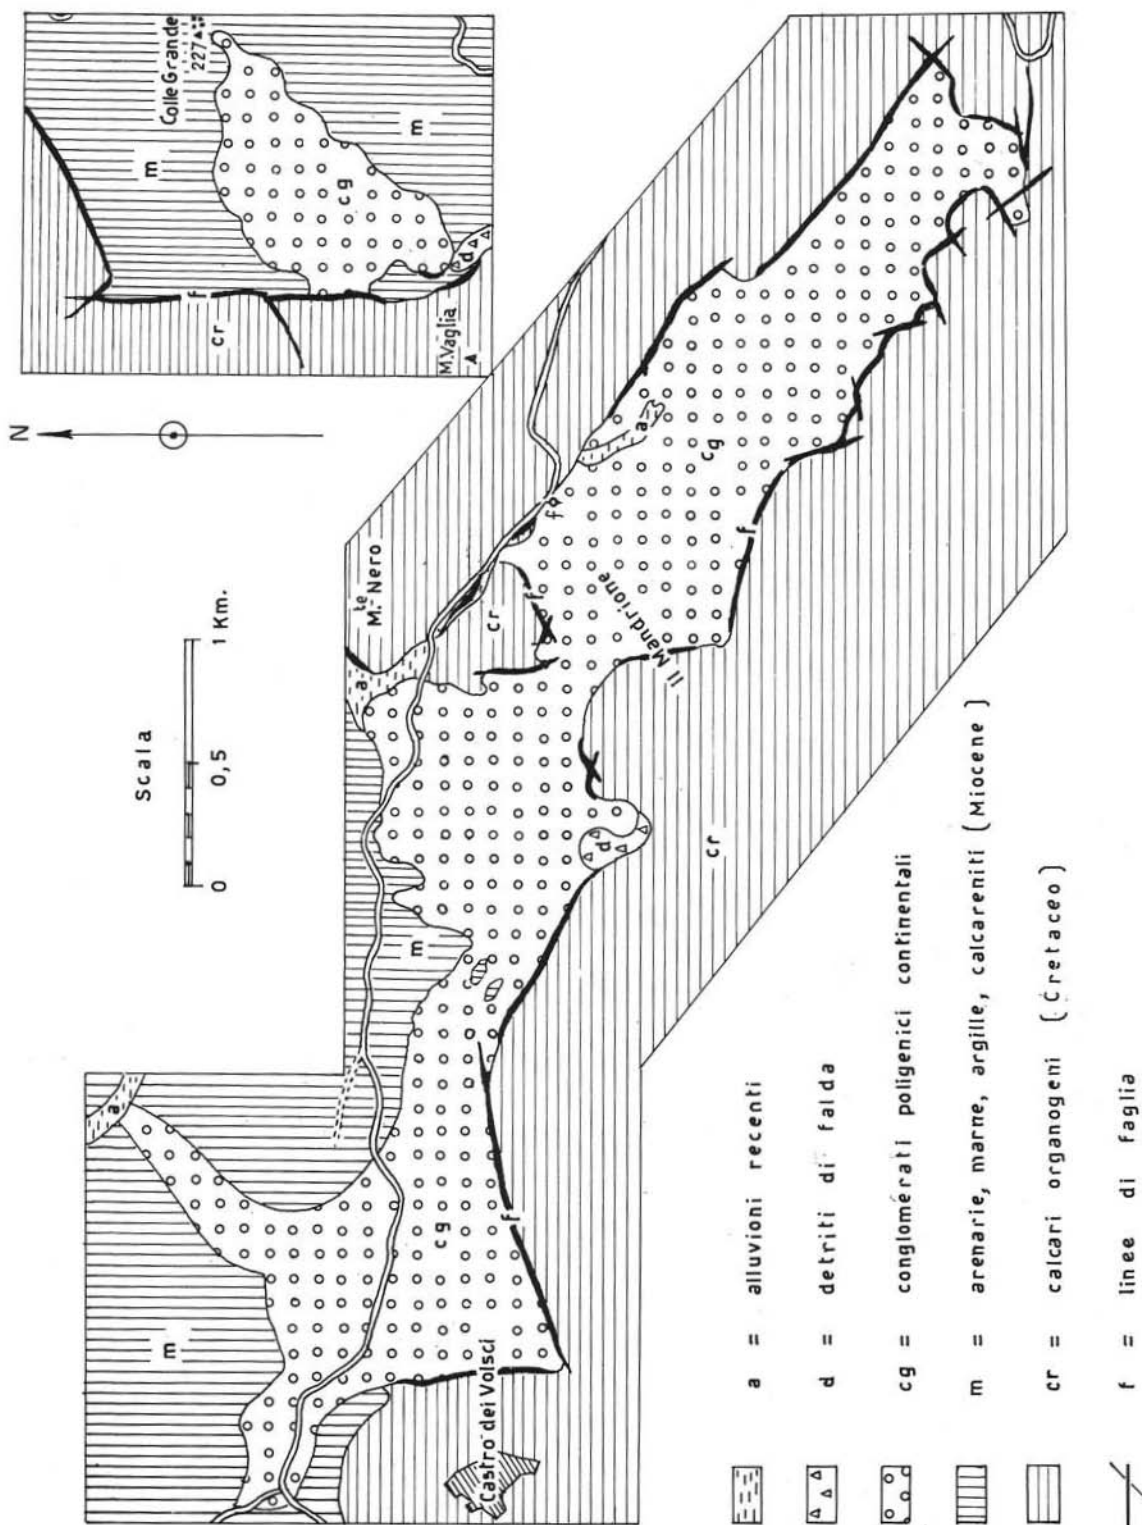 N
Scala
0 0,5 1 Km.
Colle Grande
227
m
m
cg
d
f
cr
M. Vaglia
M.te Nero
a
cr
f
f
a
cg
f
Il Mandrione
a
m
m
cg
f
d
cr
Castro dei Volsci
a = alluvioni recenti
d = detriti di falda
cg = conglomerati poligenici continentali
m = arenarie, marne, argille, calcareniti (Miocene)
cr = calcari organogeni (Cretaceo)
f = linee di faglia